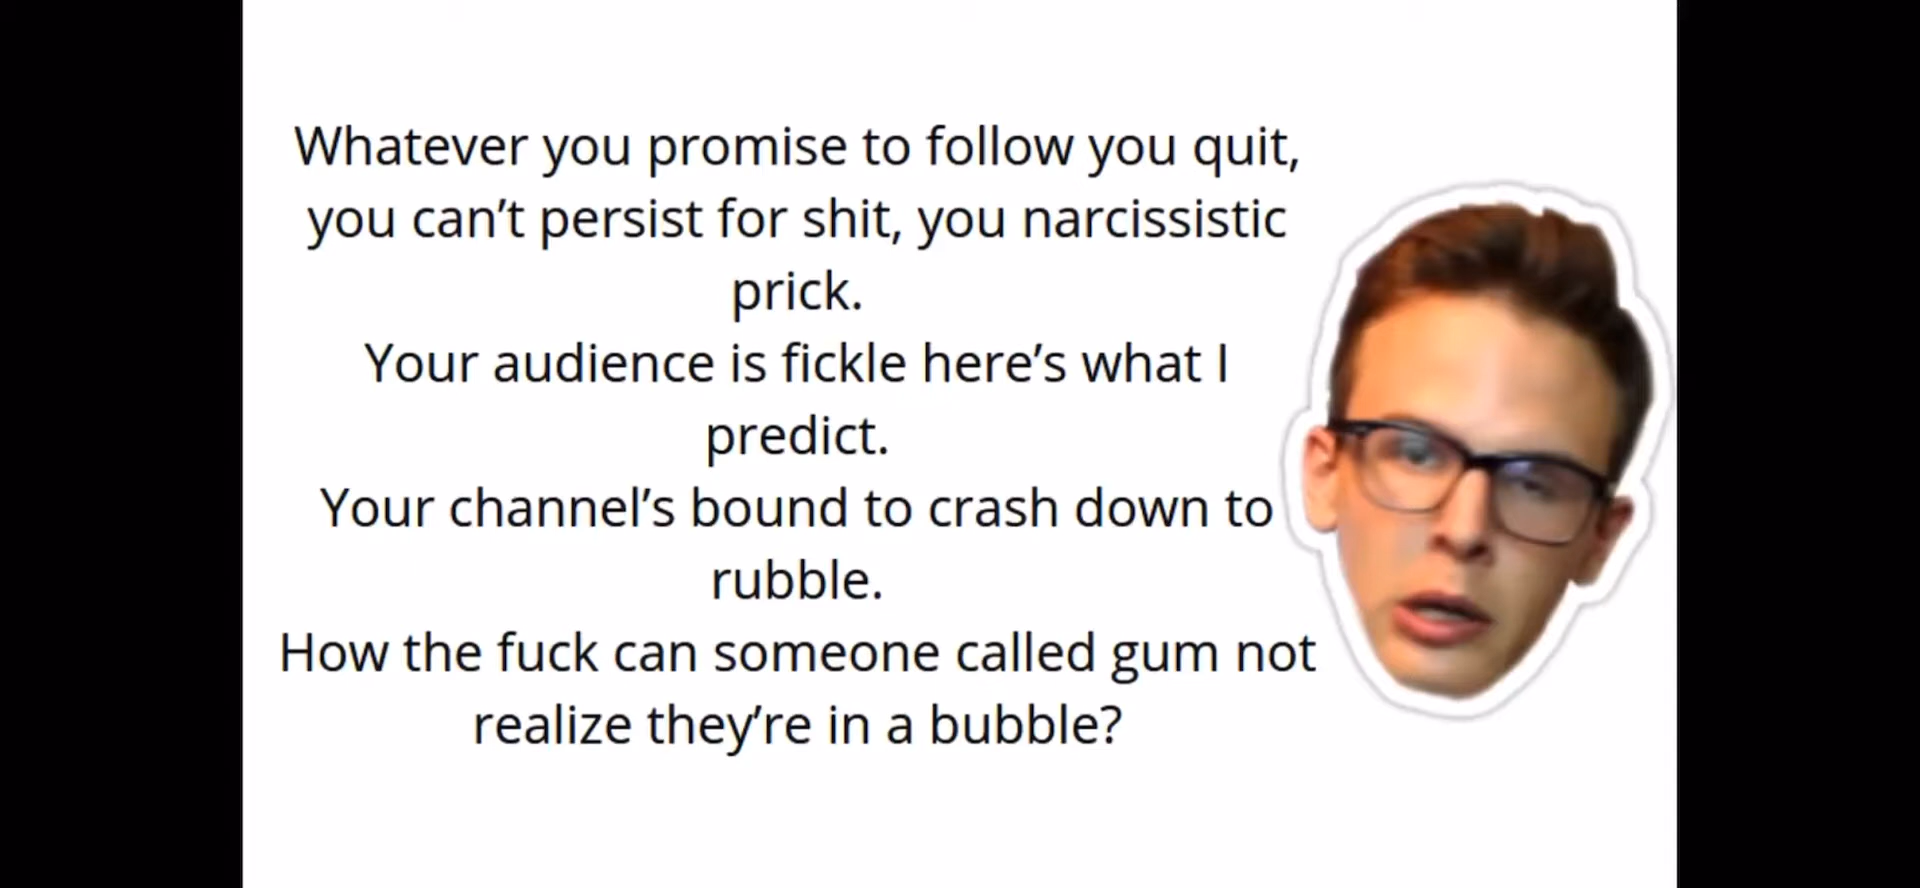 Whatever you promise to follow you quit,
you can’t persist for shit, you narcissistic
prick.
Your audience is fickle here’s what I
predict.
Your channel’s bound to crash down to
rubble.
How the fuck can someone called gum not
realize they’re in a bubble?